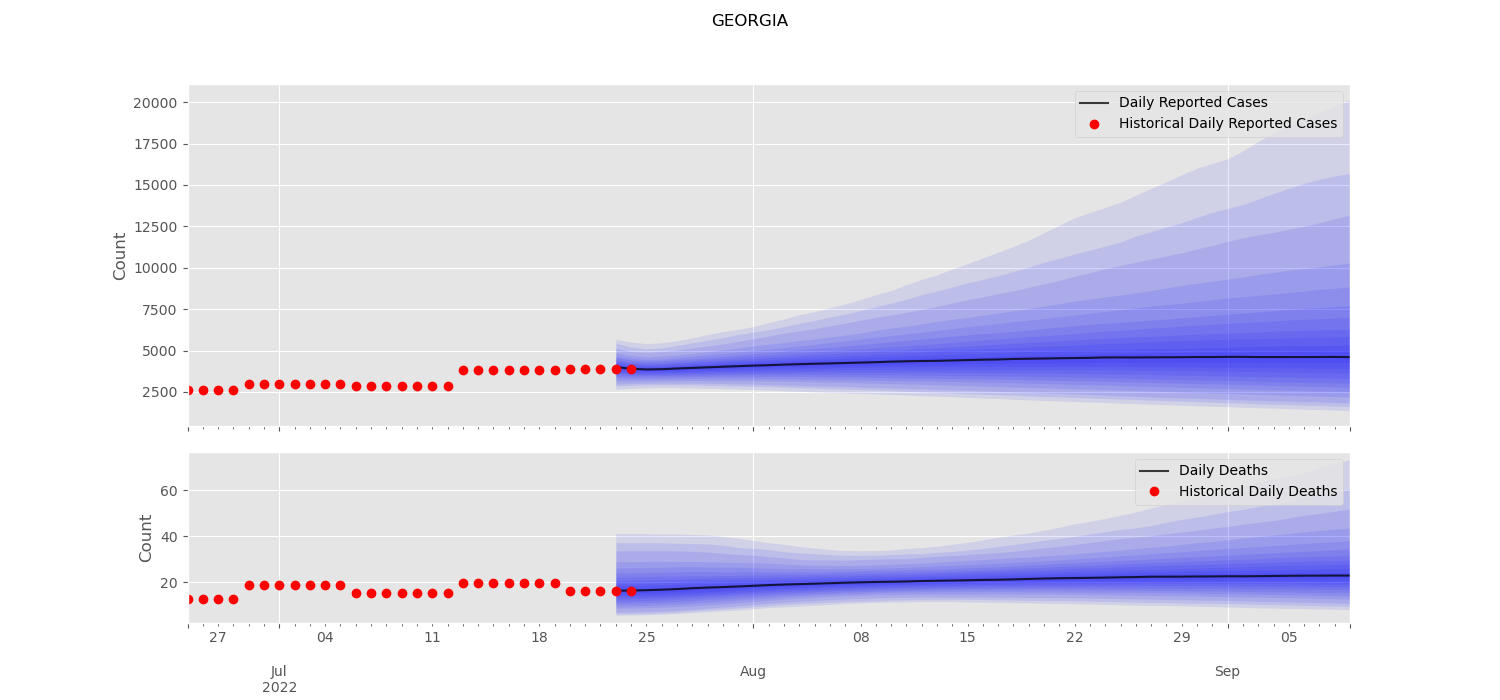 GEORGIA
20000
17500
15000
12500
10000
7500
5000
2500
Count
Daily Reported Cases
Historical Daily Reported Cases
60
40
20
Count
Daily Deaths
Historical Daily Deaths
27 04 11 18 25 08 15 22 29 05
Jul Aug Sep
2022